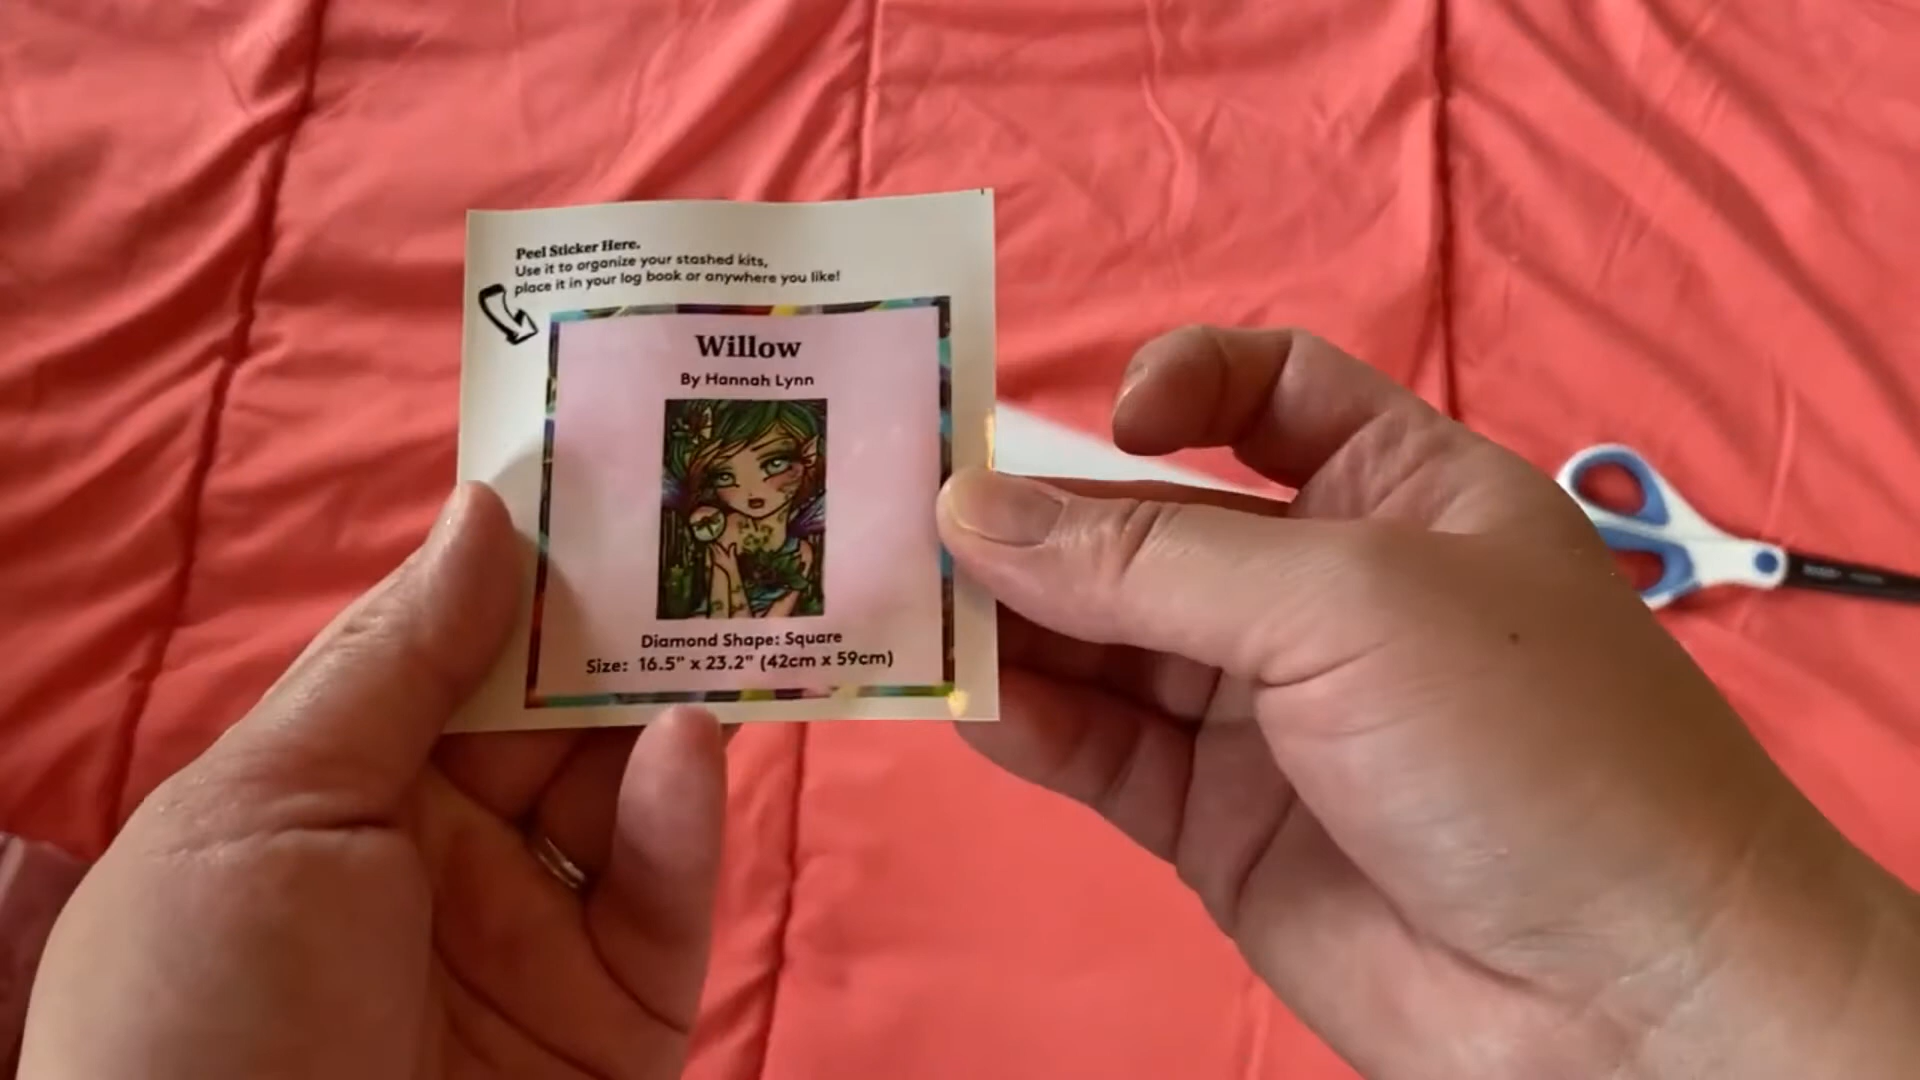 Peel Sticker Here.
Use it to organize your stashed kits,
place it in your log book or anywhere you like!
Willow
By Hannah Lynn
Diamond Shape: Square
Size: 16.5" x 23.2" (42cm x 59cm)